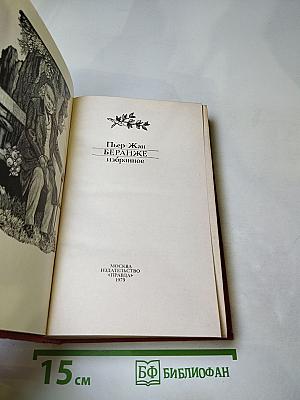 Пьер Жан
БЕРАНЖЕ
избранное
МОСКВА
ИЗДАТЕЛЬСТВО
«ПРАВДА»
1979
15 см
БФ БИБЛИОФАН